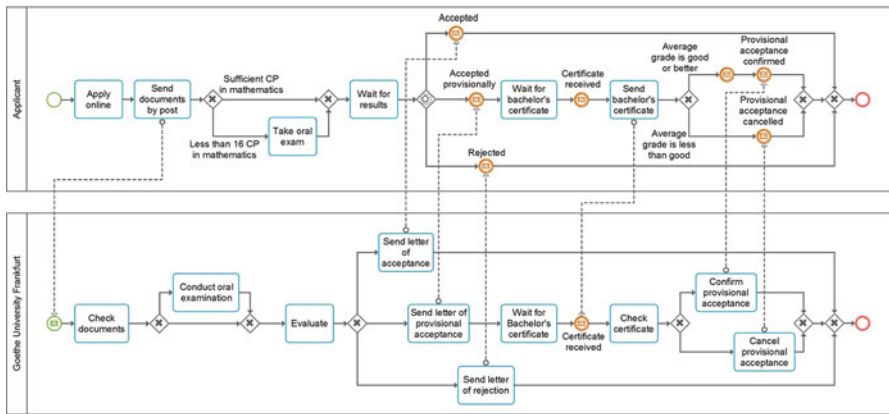 Applicant
Accepted
Apply
online
Send
documents
by post
Sufficient CP
in mathematics
Less than 16 CP
in mathematics
Take oral
exam
Wait for
results
Accepted
provisionally
Wait for
bachelor's
certificate
Certificate
received
Send
bachelor's
certificate
Average
grade is good
or better
Provisional
acceptance
confirmed
Average
grade is less
than good
Provisional
acceptance
cancelled
Rejected
Goethe University Frankfurt
Check
documents
Conduct oral
examination
Evaluate
Send letter
of
acceptance
Send letter of
provisional
acceptance
Send letter
of rejection
Wait for
Bachelor's
certificate
Certificate
received
Check
certificate
Confirm
provisional
acceptance
Cancel
provisional
acceptance